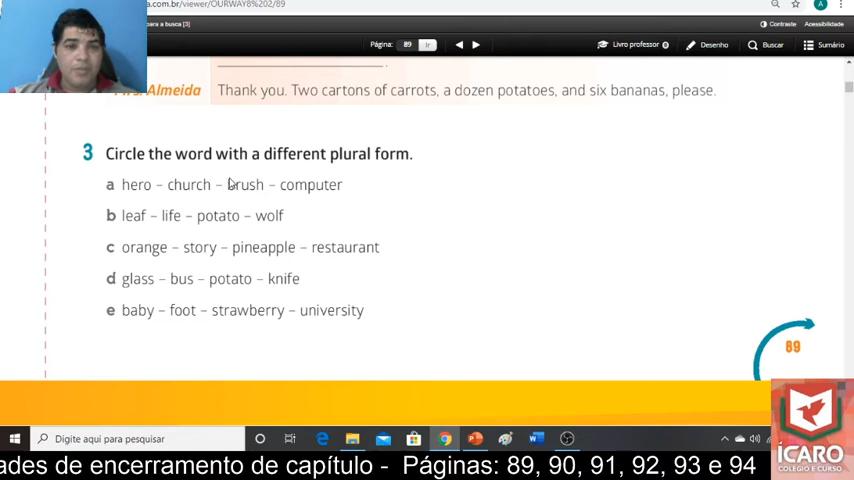 a.com.br/viewer/OURWAY8%202/89
para a busca [3]
Contraste
Acessibilidade
Página:
89
Ir
Livro professor
Desenho
Buscar
Sumário
Almeida
Thank you. Two cartons of carrots, a dozen potatoes, and six bananas, please.
3 Circle the word with a different plural form.
a hero – church – brush – computer
b leaf – life – potato – wolf
c orange – story – pineapple – restaurant
d glass – bus – potato – knife
e baby – foot – strawberry – university
89
Digite aqui para pesquisar
ades de encerramento de capítulo - Páginas: 89, 90, 91, 92, 93 e 94
ÍCARO
COLÉGIO E CURSO